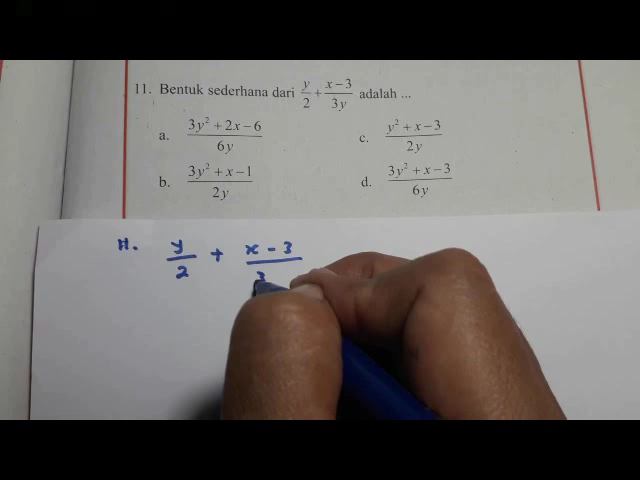 11. Bentuk sederhana dari y/2 + x-3/3y adalah ...
a. 3y²+2x-6/6y
c. y²+x-3/2y
b. 3y²+x-1/2y
d. 3y²+x-3/6y
11. y/2 + x-3/3